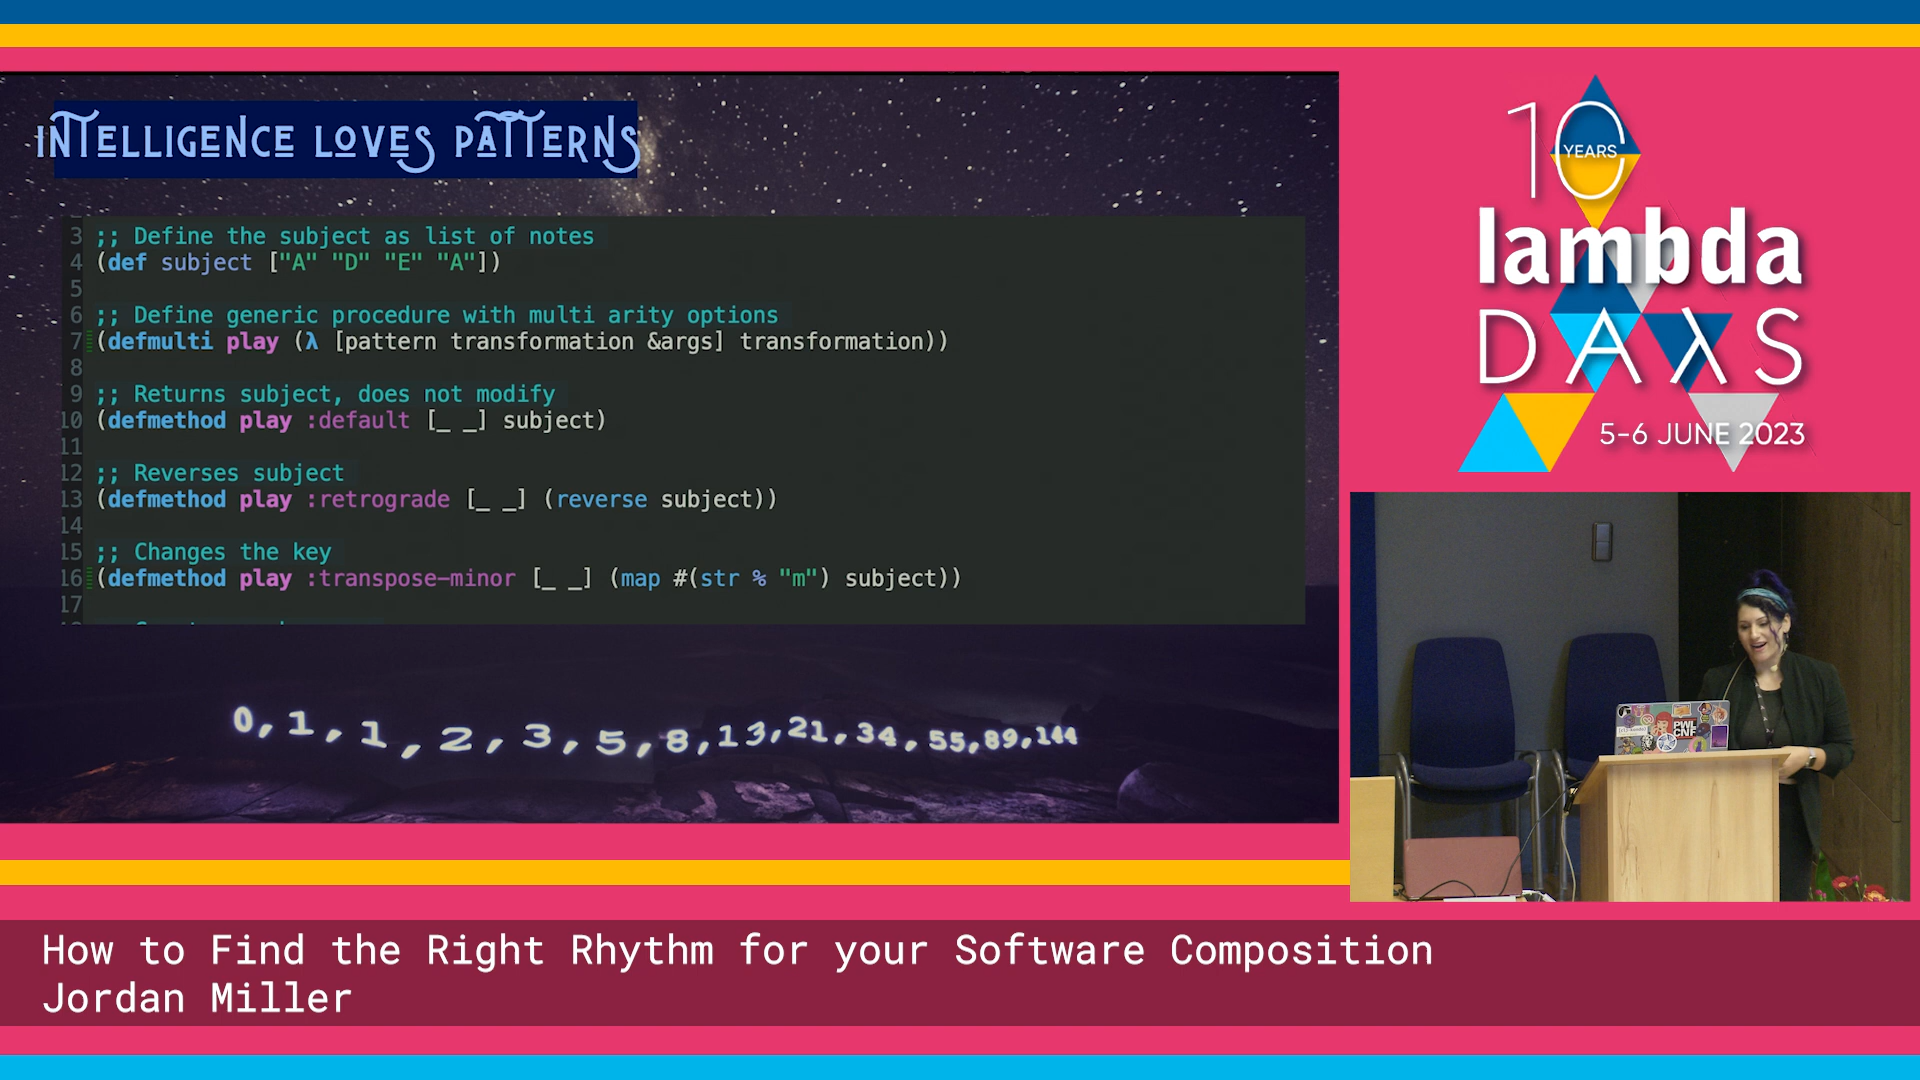 INTELLIGENCE LOVES PATTERNS
3 ;; Define the subject as list of notes
4 (def subject ["A" "D" "E" "A"])
5
6 ;; Define generic procedure with multi arity options
7 (defmulti play (λ [pattern transformation &args] transformation))
8
9 ;; Returns subject, does not modify
10 (defmethod play :default [_ _] subject)
11
12 ;; Reverses subject
13 (defmethod play :retrograde [_ _] (reverse subject))
14
15 ;; Changes the key
16 (defmethod play :transpose-minor [_ _] (map #(str % "m") subject))
17
0, 1, 1, 2, 3, 5, 8, 13, 21, 34, 55, 89, 144
10
YEARS
lambda
DAλS
5-6 JUNE 2023
PWL
CNF
How to Find the Right Rhythm for your Software Composition
Jordan Miller